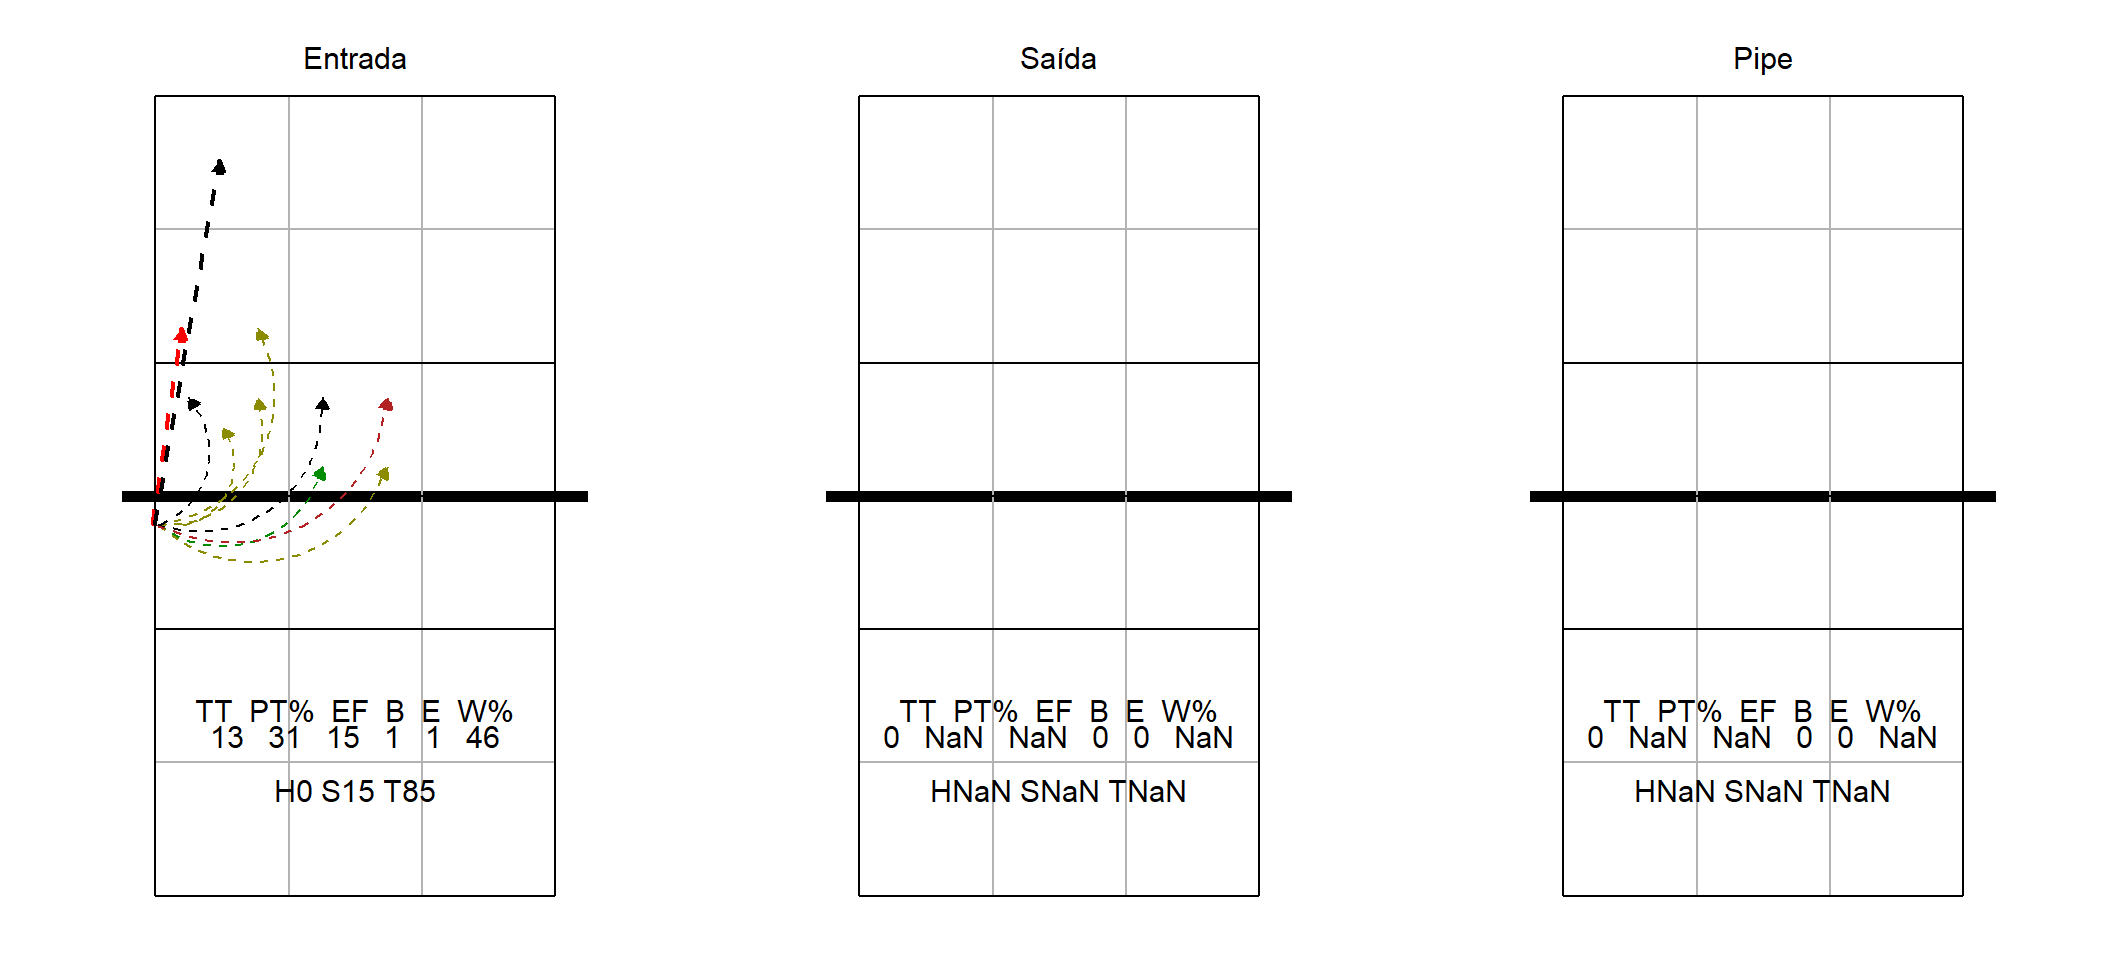 Entrada
TT PT% EF B E W%
13 31 15 1 1 46
H0 S15 T85
Saída
TT PT% EF B E W%
0 NaN NaN 0 0 NaN
HNaN SNaN TNaN
Pipe
TT PT% EF B E W%
0 NaN NaN 0 0 NaN
HNaN SNaN TNaN